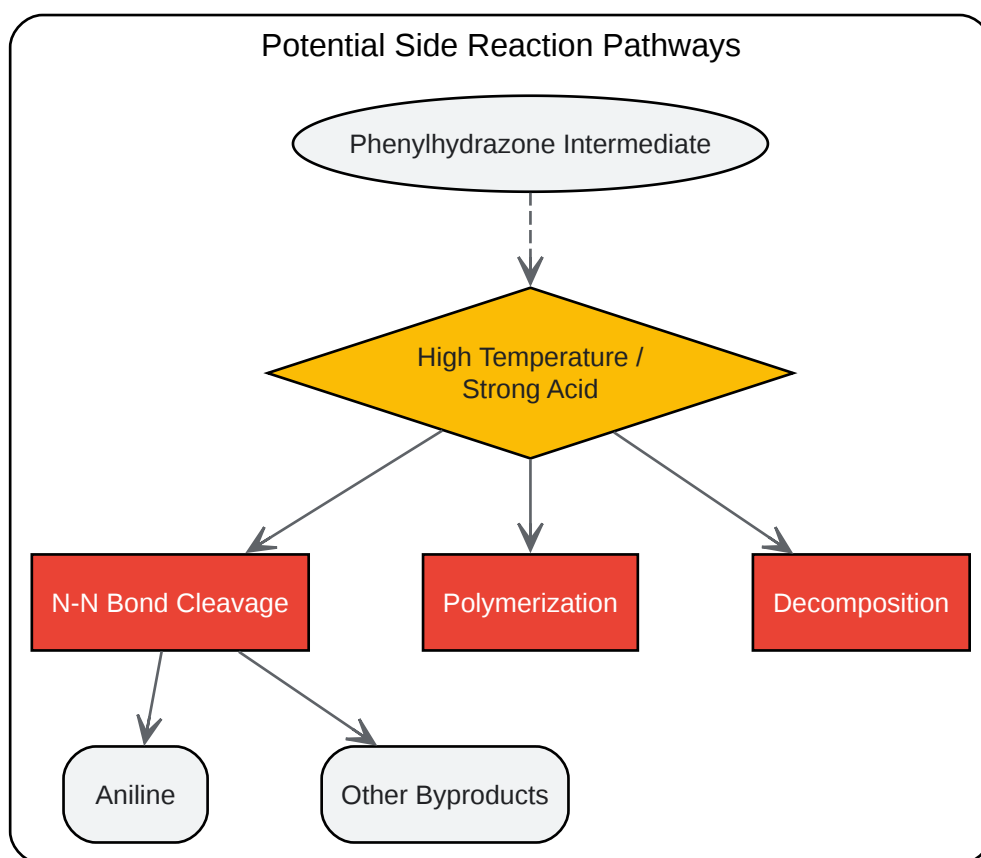 Potential Side Reaction Pathways
Phenylhydrazone Intermediate
High Temperature /
Strong Acid
N-N Bond Cleavage
Polymerization
Decomposition
Aniline
Other Byproducts